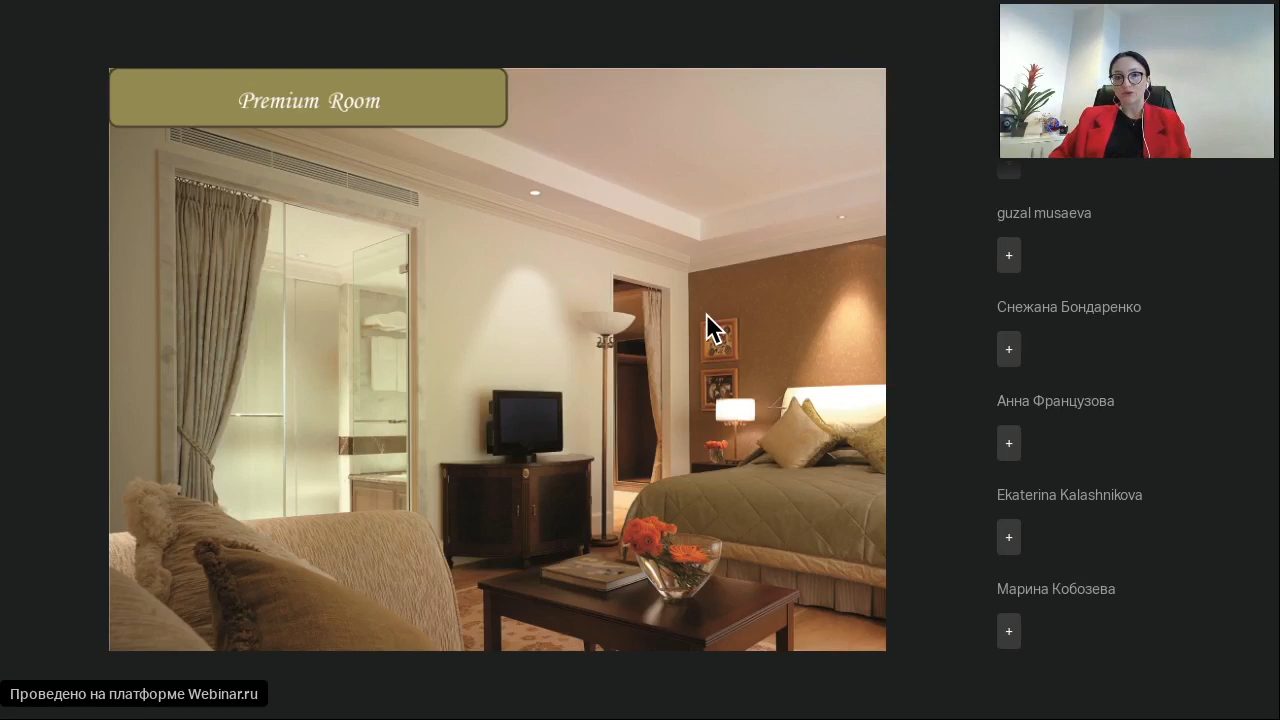 Premium Room
guzal musaeva
+
Снежана Бондаренко
+
Анна Французова
+
Ekaterina Kalashnikova
+
Марина Кобозева
+
Проведено на платформе Webinar.ru